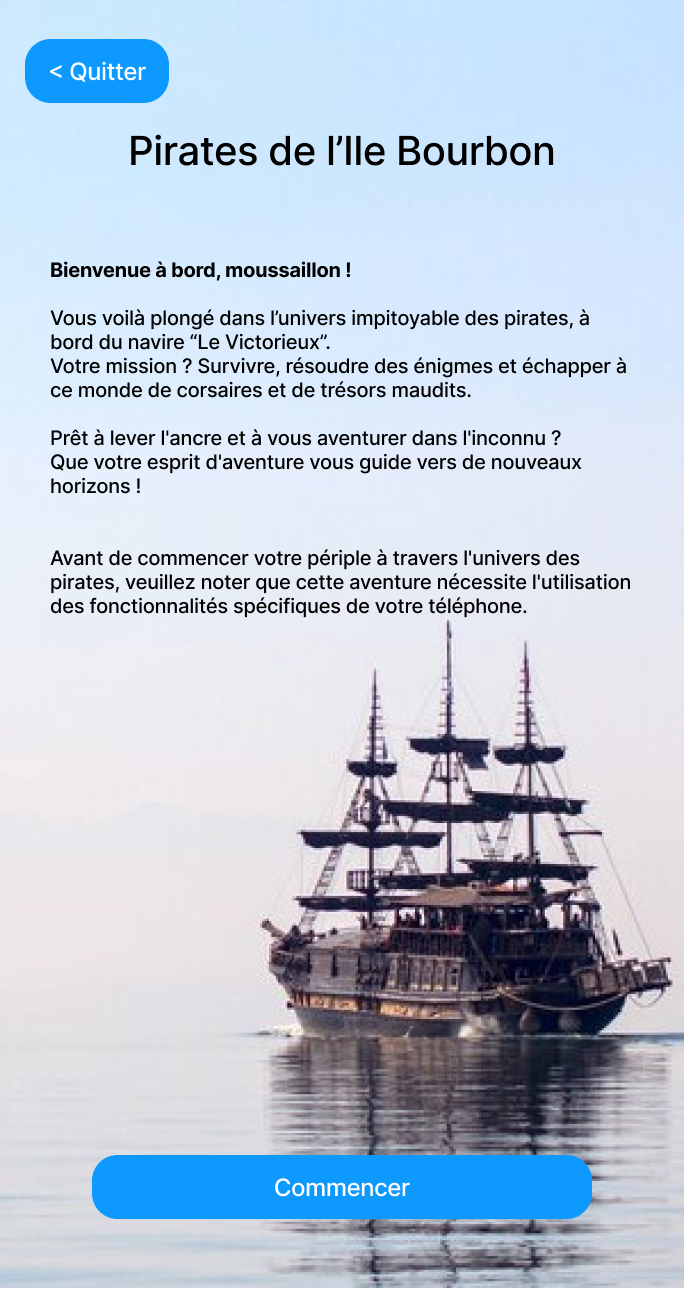 < Quitter
Pirates de l’Ile Bourbon
Bienvenue à bord, moussaillon !
Vous voilà plongé dans l’univers impitoyable des pirates, à
bord du navire “Le Victorieux”.
Votre mission ? Survivre, résoudre des énigmes et échapper à
ce monde de corsaires et de trésors maudits.
Prêt à lever l'ancre et à vous aventurer dans l'inconnu ?
Que votre esprit d'aventure vous guide vers de nouveaux
horizons !
Avant de commencer votre périple à travers l'univers des
pirates, veuillez noter que cette aventure nécessite l'utilisation
des fonctionnalités spécifiques de votre téléphone.
Commencer